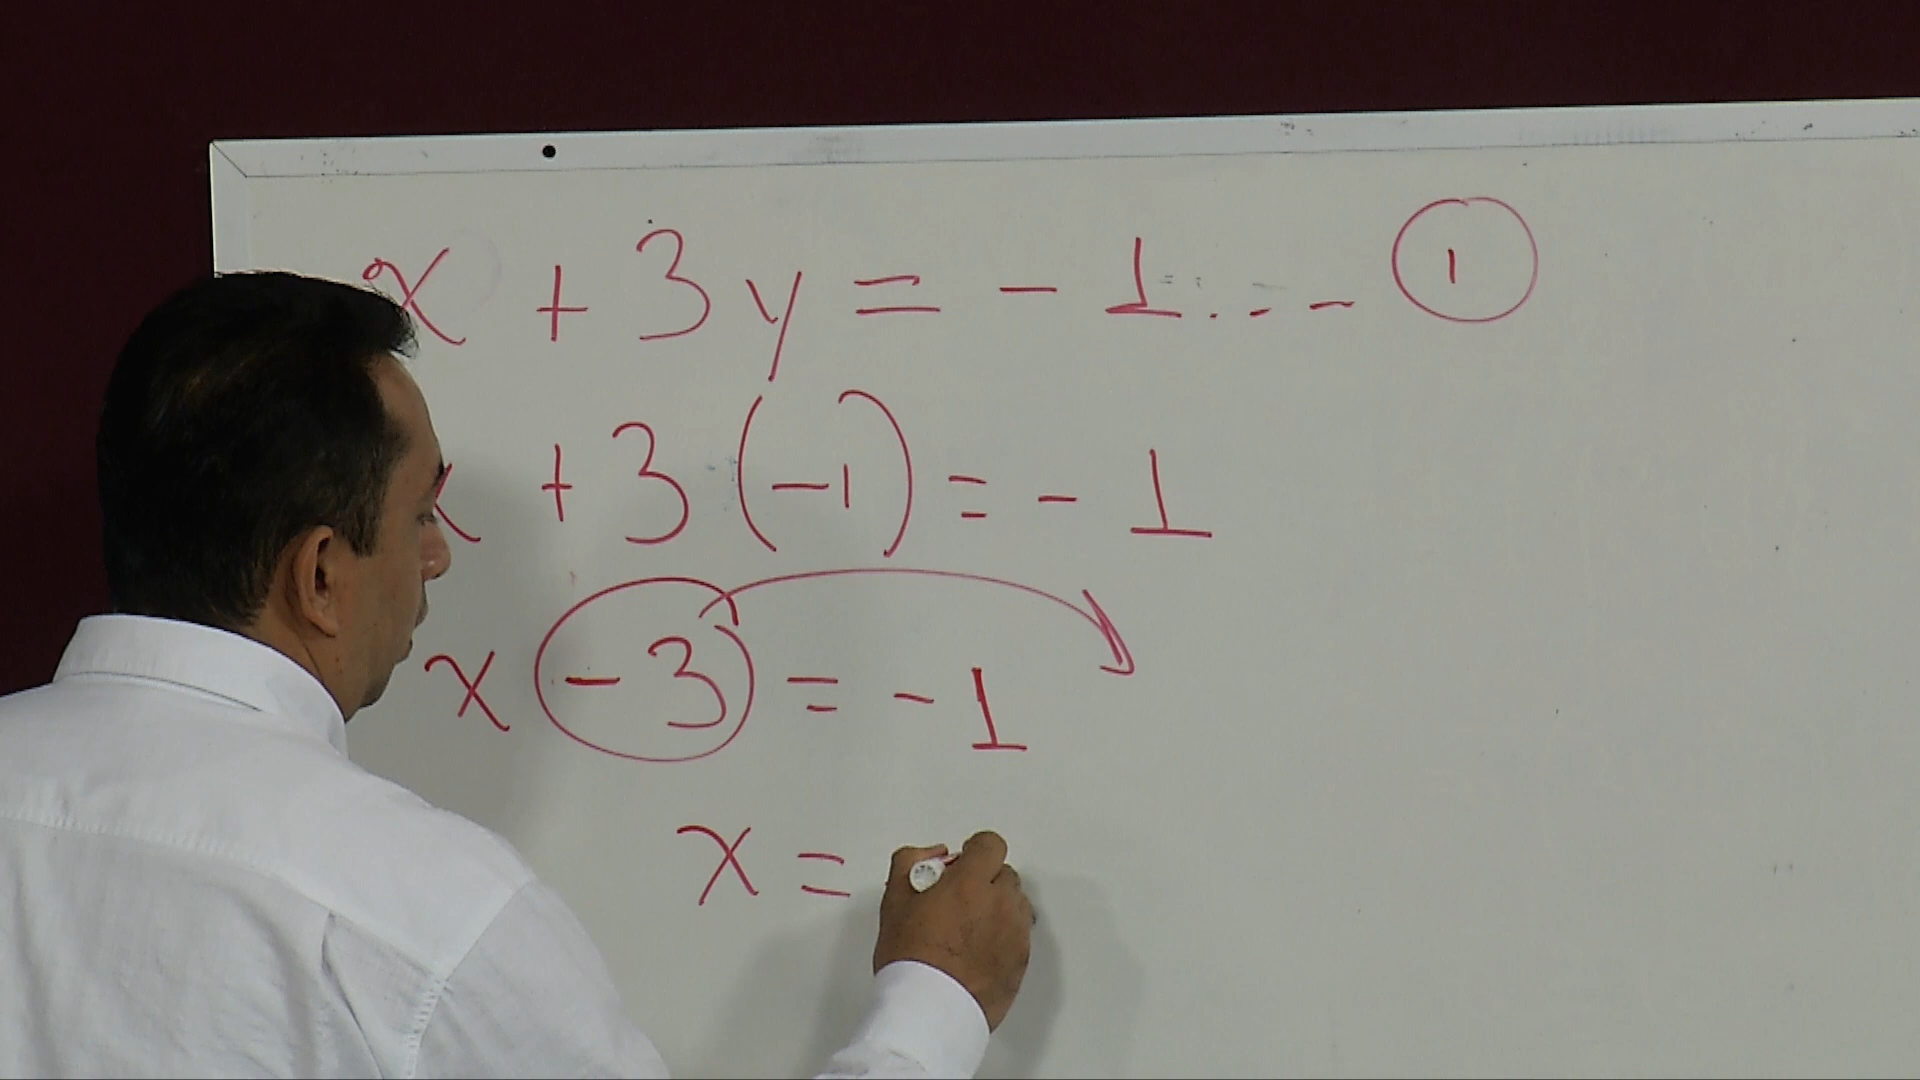 x + 3y = - 1 . - - ①
x + 3(-1) = - 1
x - 3 = - 1
x =